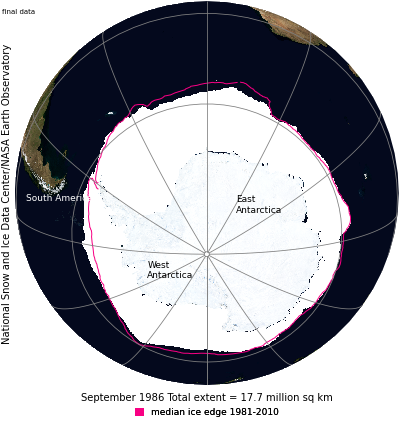 final data
National Snow and Ice Data Center/NASA Earth Observatory
South America
East
Antarctica
West
Antarctica
September 1986 Total extent = 17.7 million sq km
median ice edge 1981-2010